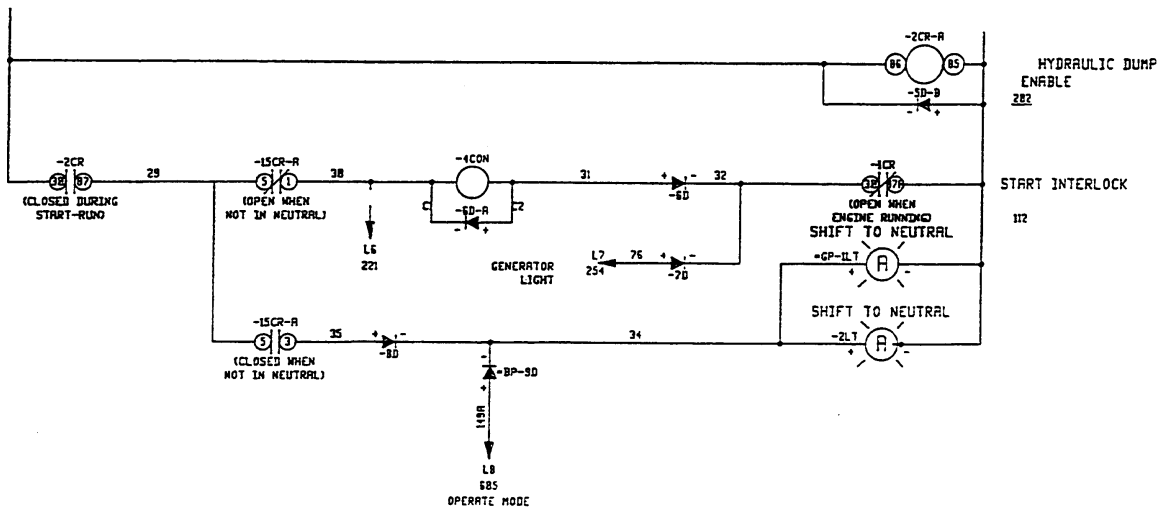 -2CR-A
86 85
HYDRAULIC DUMP
ENABLE
-5D-B
- +
282
-2CR
30 87
29
-15CR-A
5 1
30
-4CON
31
+ -
-6D
32
-1CR
30 87A
START INTERLOCK
(CLOSED DURING
START-RUN)
(OPEN WHEN
NOT IN NEUTRAL)
C1 C2
-6D-A
- +
(OPEN WHEN
ENGINE RUNNING)
112
L6
221
SHIFT TO NEUTRAL
GENERATOR
LIGHT
L7
254
76
+ -
-7D
=GP-1LT
+ A -
SHIFT TO NEUTRAL
-15CR-A
5 3
35
+ -
-8D
34
-2LT
+ A -
(CLOSED WHEN
NOT IN NEUTRAL)
-
=BP-9D
+
149A
L8
685
OPERATE MODE